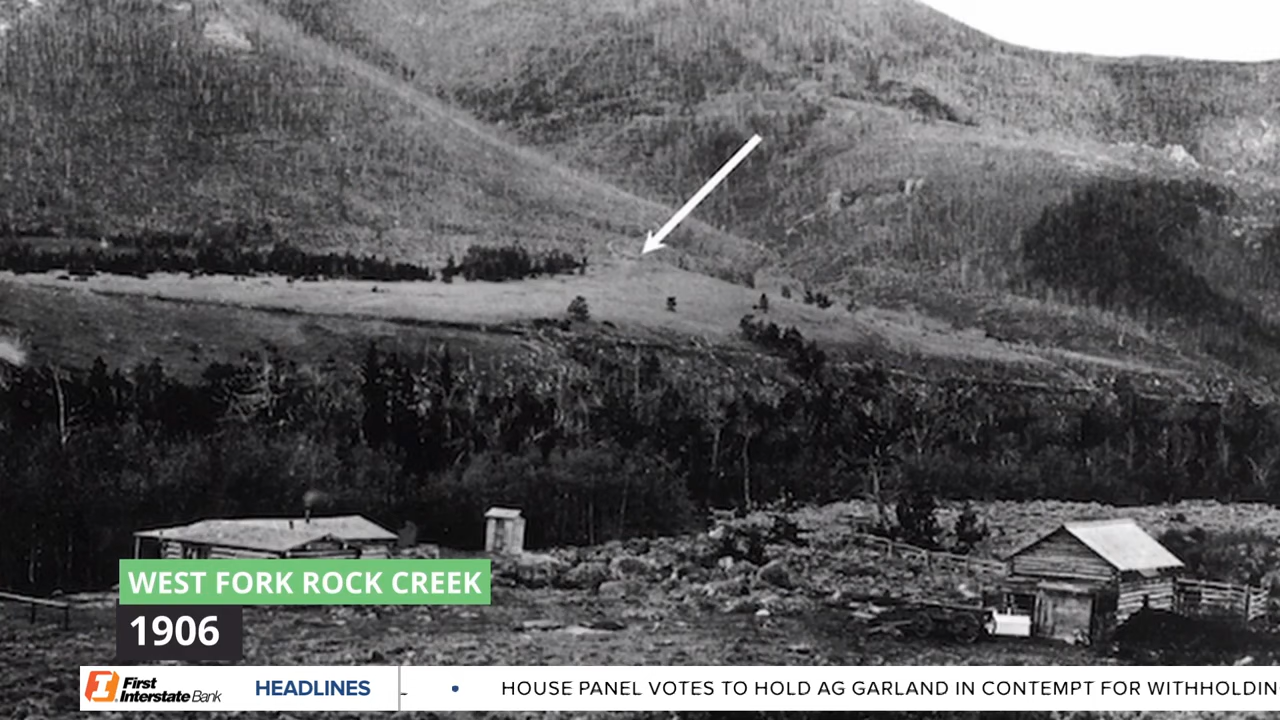 WEST FORK ROCK CREEK
1906
First
Interstate Bank
HEADLINES
HOUSE PANEL VOTES TO HOLD AG GARLAND IN CONTEMPT FOR WITHHOLDIN